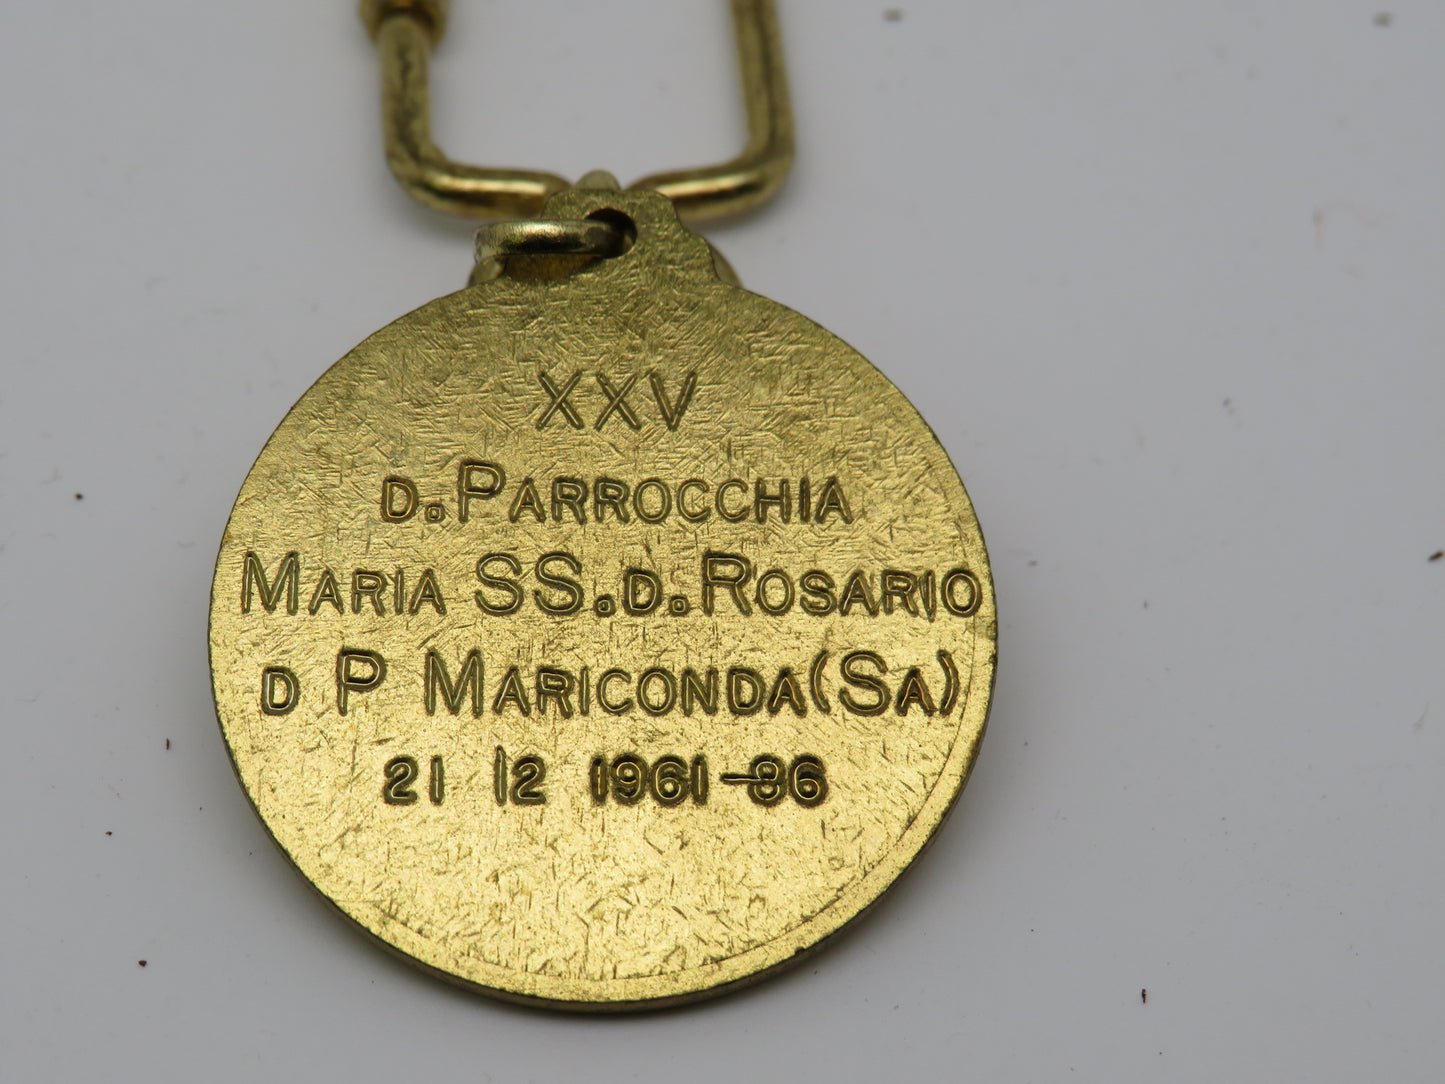 XXV
D. PARROCCHIA
MARIA SS. D. ROSARIO
D P MARICONDA (SA)
21 12 1961-86